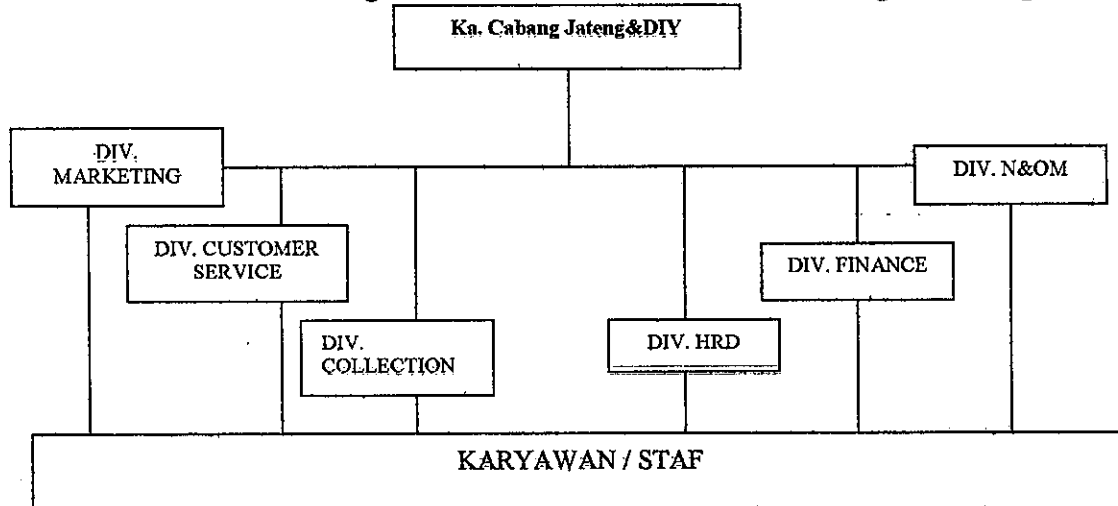 Ka. Cabang Jateng&DIY
DIV.
MARKETING
DIV. N&OM
DIV. CUSTOMER
SERVICE
DIV. FINANCE
DIV.
COLLECTION
DIV. HRD
KARYAWAN / STAF